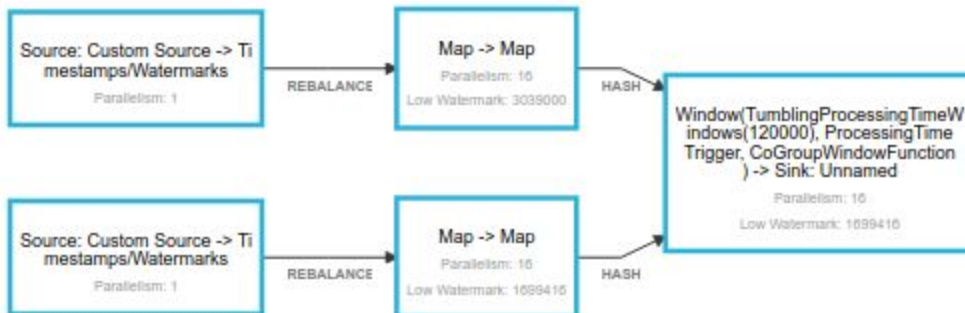 Source: Custom Source -> Ti
mestamps/Watermarks
Parallelism: 1
REBALANCE
Map -> Map
Parallelism: 16
Low Watermark: 3039000
HASH
Window(TumblingProcessingTimeW
indows(120000), ProcessingTime
Trigger, CoGroupWindowFunction
) -> Sink: Unnamed
Parallelism: 16
Low Watermark: 1699416
Source: Custom Source -> Ti
mestamps/Watermarks
Parallelism: 1
REBALANCE
Map -> Map
Parallelism: 16
Low Watermark: 1699416
HASH